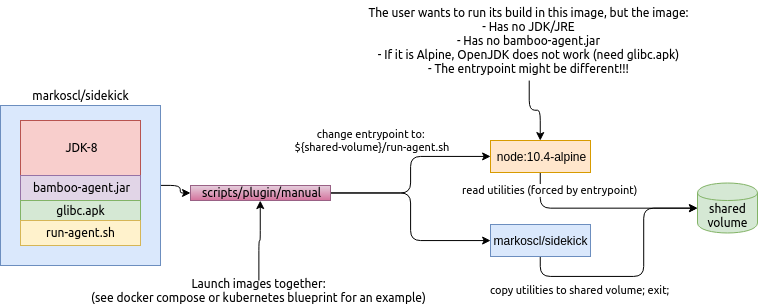 The user wants to run its build in this image, but the image:
- Has no JDK/JRE
- Has no bamboo-agent.jar
- If it is Alpine, OpenJDK does not work (need glibc.apk)
- The entrypoint might be different!!!
markoscl/sidekick
JDK-8
bamboo-agent.jar
glibc.apk
run-agent.sh
scripts/plugin/manual
change entrypoint to:
${shared-volume}/run-agent.sh
node:10.4-alpine
read utilities (forced by entrypoint)
markoscl/sidekick
shared
volume
Launch images together:
(see docker compose or kubernetes blueprint for an example)
copy utilities to shared volume; exit;